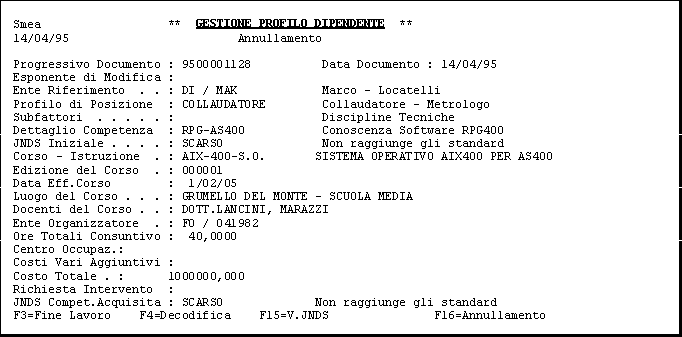 Smea ** GESTIONE PROFILO DIPENDENTE **
14/04/95 Annullamento
Progressivo Documento : 9500001128 Data Documento : 14/04/95
Esponente di Modifica :
Ente Riferimento . . : DI / MAK Marco - Locatelli
Profilo di Posizione : COLLAUDATORE Collaudatore - Metrologo
Subfattori . . . . . : Discipline Tecniche
Dettaglio Competenza : RPG-AS400 Conoscenza Software RPG400
JNDS Iniziale . . . . : SCARSO Non raggiunge gli standard
Corso - Istruzione . : AIX-400-S.O. SISTEMA OPERATIVO AIX400 PER AS400
Edizione del Corso . : 000001
Data Eff.Corso : 1/02/05
Luogo del Corso . . . : GRUMELLO DEL MONTE - SCUOLA MEDIA
Docenti del Corso . . : DOTT.LANCINI, MARAZZI
Ente Organizzatore . : FO / 041982
Ore Totali Consuntivo : 40,0000
Centro Occupaz.:
Costi Vari Aggiuntivi :
Costo Totale . : 1000000,000
Richiesta Intervento :
JNDS Compet.Acquisita : SCARSO Non raggiunge gli standard
F3=Fine Lavoro F4=Decodifica F15=V.JNDS F16=Annullamento